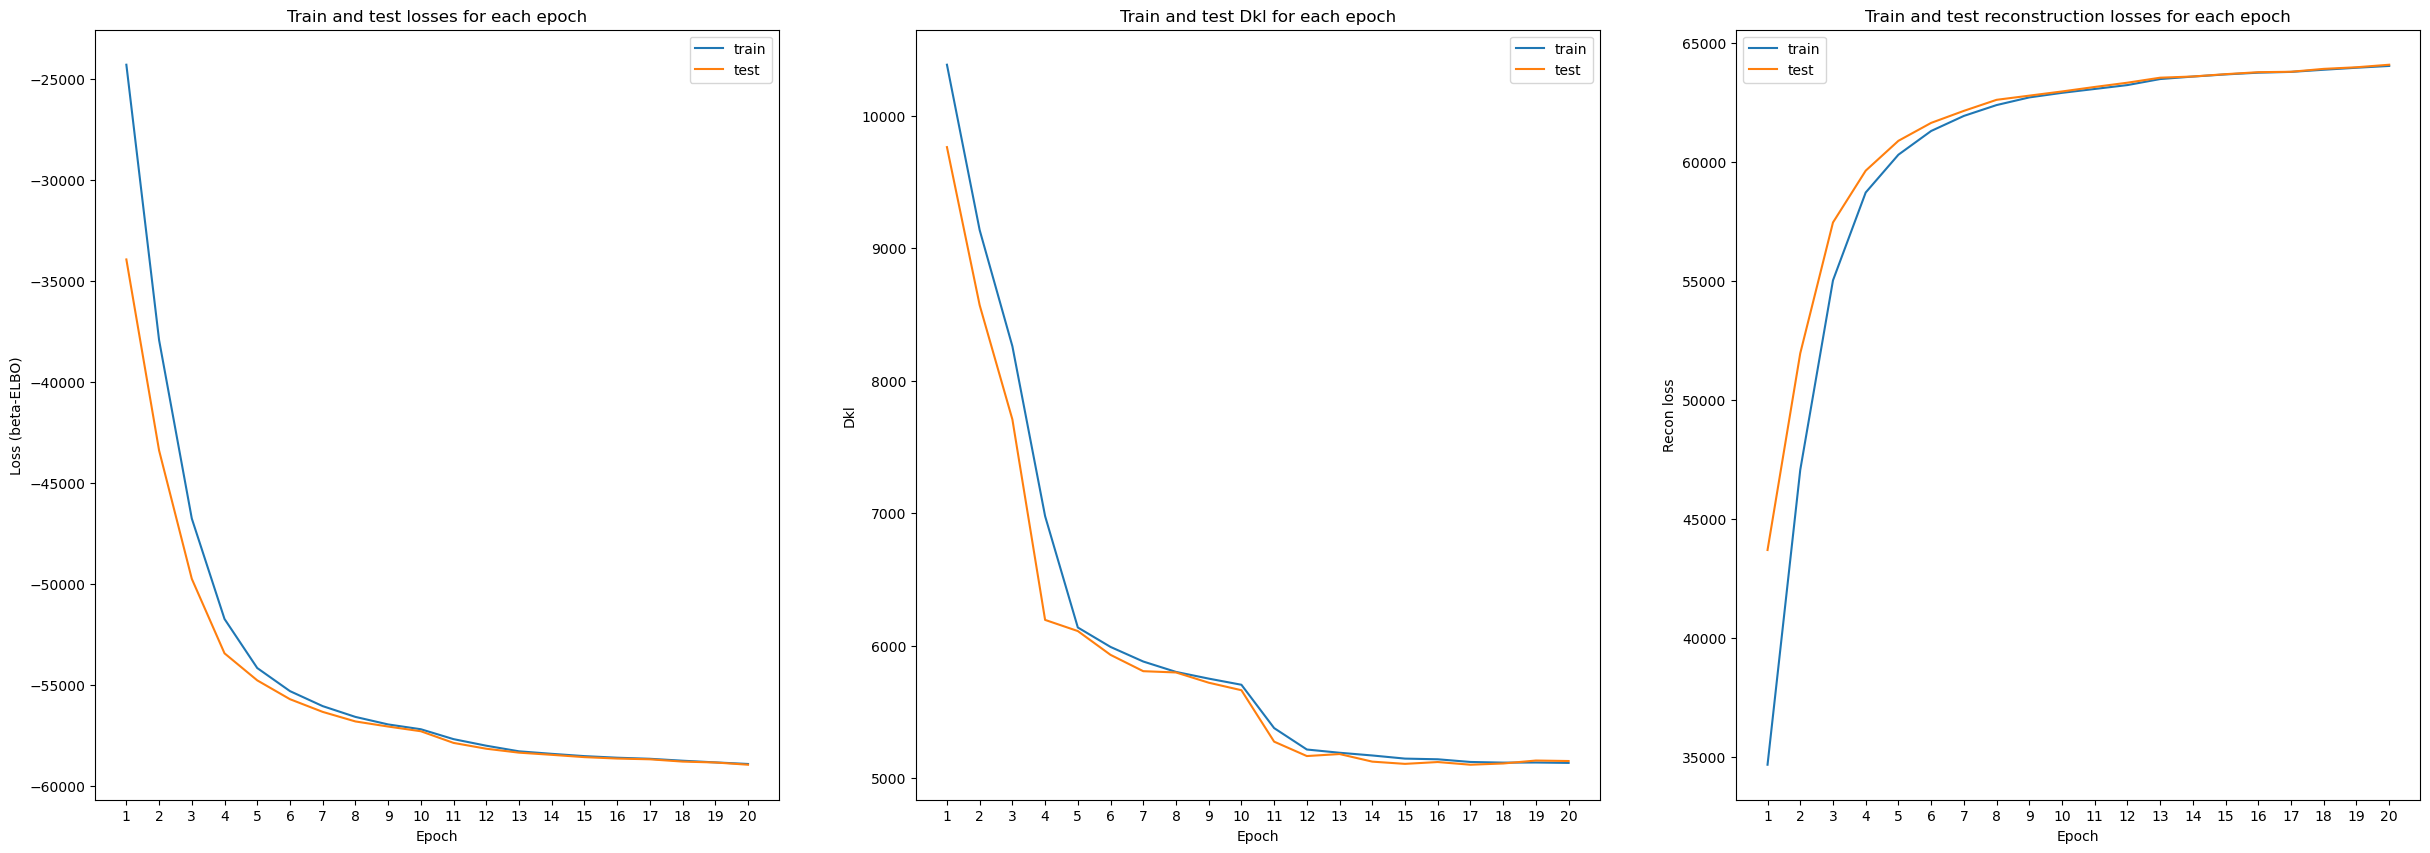 Train and test losses for each epoch
train
test
−25000
−30000
−35000
−40000
−45000
−50000
−55000
−60000
Loss (beta-ELBO)
1 2 3 4 5 6 7 8 9 10 11 12 13 14 15 16 17 18 19 20
Epoch
Train and test Dkl for each epoch
train
test
10000
9000
8000
7000
6000
5000
Dkl
1 2 3 4 5 6 7 8 9 10 11 12 13 14 15 16 17 18 19 20
Epoch
Train and test reconstruction losses for each epoch
train
test
65000
60000
55000
50000
45000
40000
35000
Recon loss
1 2 3 4 5 6 7 8 9 10 11 12 13 14 15 16 17 18 19 20
Epoch